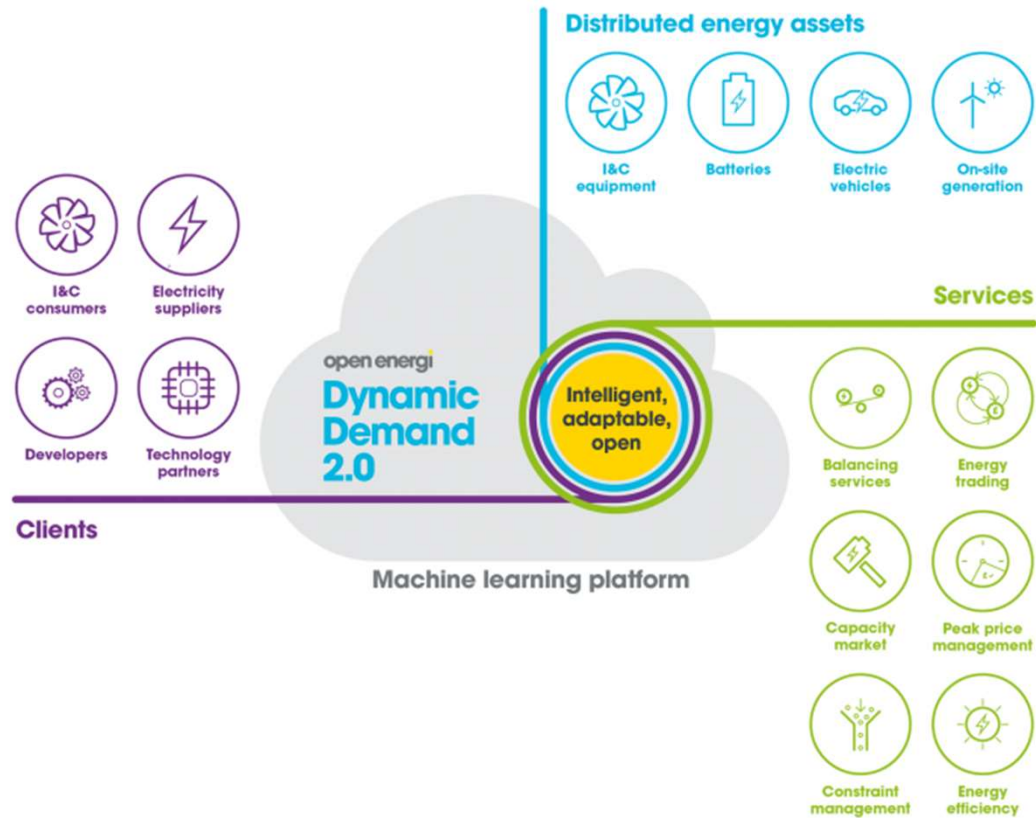 Distributed energy assets
I&C
equipment
Batteries
Electric
vehicles
On-site
generation
I&C
consumers
Electricity
suppliers
Developers
Technology
partners
Clients
open energi
Dynamic
Demand
2.0
Intelligent,
adaptable,
open
Machine learning platform
Services
Balancing
services
Energy
trading
Capacity
market
Peak price
management
Constraint
management
Energy
efficiency